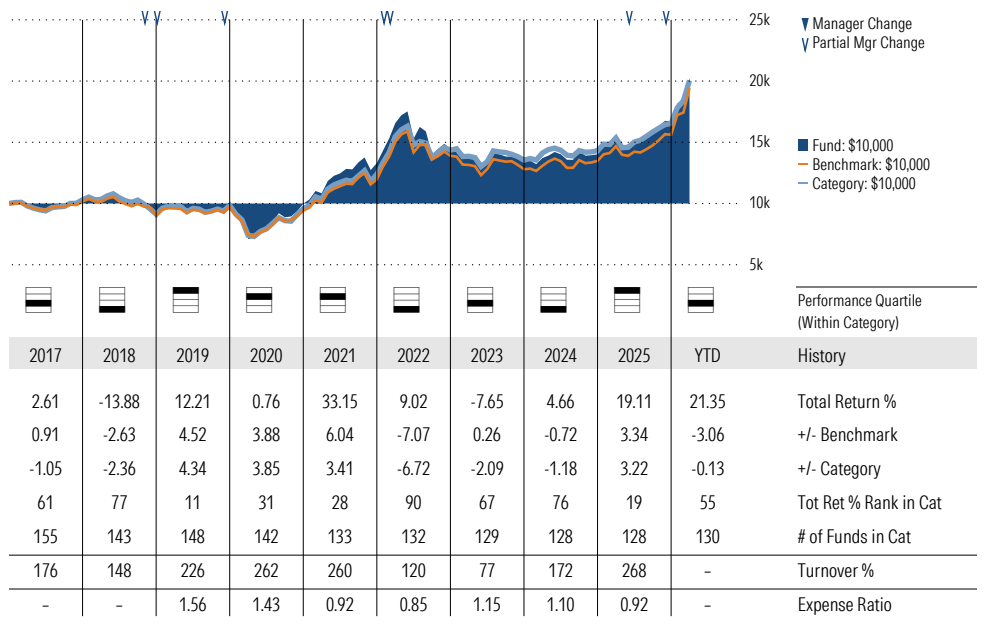 25k
Manager Change
Partial Mgr Change
20k
15k
Fund: $10,000
Benchmark: $10,000
Category: $10,000
10k
5k
Performance Quartile
(Within Category)
2017 2018 2019 2020 2021 2022 2023 2024 2025 YTD History
2.61 -13.88 12.21 0.76 33.15 9.02 -7.65 4.66 19.11 21.35 Total Return %
0.91 -2.63 4.52 3.88 6.04 -7.07 0.26 -0.72 3.34 -3.06 +/- Benchmark
-1.05 -2.36 4.34 3.85 3.41 -6.72 -2.09 -1.18 3.22 -0.13 +/- Category
61 77 11 31 28 90 67 76 19 55 Tot Ret % Rank in Cat
155 143 148 142 133 132 129 128 128 130 # of Funds in Cat
176 148 226 262 260 120 77 172 268 – Turnover %
– – 1.56 1.43 0.92 0.85 1.15 1.10 0.92 – Expense Ratio